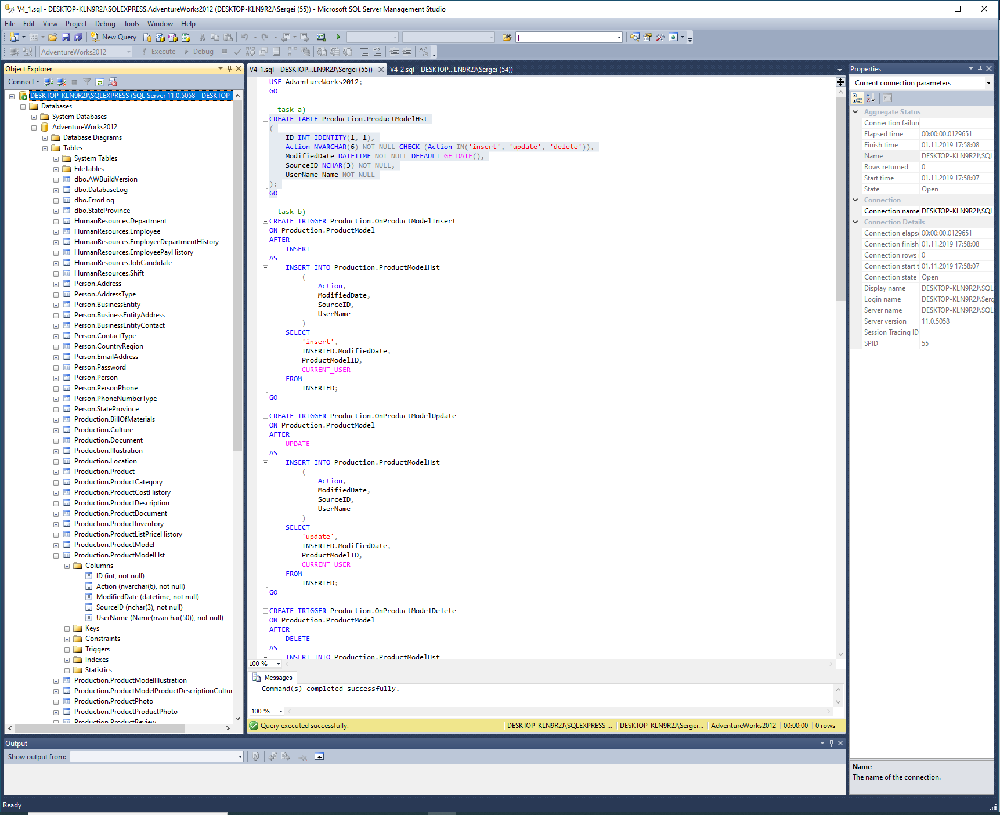 V4_1.sql - DESKTOP-KLN9R2J\SQLEXPRESS.AdventureWorks2012 (DESKTOP-KLN9R2J\Sergei (55)) - Microsoft SQL Server Management Studio
File Edit View Project Debug Tools Window Help
New Query ]
AdventureWorks2012 Execute Debug
Object Explorer
Connect
DESKTOP-KLN9R2J\SQLEXPRESS (SQL Server 11.0.5058 - DESKTOP-
Databases
System Databases
AdventureWorks2012
Database Diagrams
Tables
System Tables
FileTables
dbo.AWBuildVersion
dbo.DatabaseLog
dbo.ErrorLog
dbo.StateProvince
HumanResources.Department
HumanResources.Employee
HumanResources.EmployeeDepartmentHistory
HumanResources.EmployeePayHistory
HumanResources.JobCandidate
HumanResources.Shift
Person.Address
Person.AddressType
Person.BusinessEntity
Person.BusinessEntityAddress
Person.BusinessEntityContact
Person.ContactType
Person.CountryRegion
Person.EmailAddress
Person.Password
Person.Person
Person.PersonPhone
Person.PhoneNumberType
Person.StateProvince
Production.BillOfMaterials
Production.Culture
Production.Document
Production.Illustration
Production.Location
Production.Product
Production.ProductCategory
Production.ProductCostHistory
Production.ProductDescription
Production.ProductDocument
Production.ProductInventory
Production.ProductListPriceHistory
Production.ProductModel
Production.ProductModelHst
Columns
ID (int, not null)
Action (nvarchar(6), not null)
ModifiedDate (datetime, not null)
SourceID (nchar(3), not null)
UserName (Name(nvarchar(50)), not null)
Keys
Constraints
Triggers
Indexes
Statistics
Production.ProductModelIllustration
Production.ProductModelProductDescriptionCultur
Production.ProductPhoto
Production.ProductProductPhoto
Production.ProductReview
V4_1.sql - DESKTOP...LN9R2J\Sergei (55)) V4_2.sql - DESKTOP...LN9R2J\Sergei (54))
USE AdventureWorks2012;
GO
--task a)
CREATE TABLE Production.ProductModelHst
(
ID INT IDENTITY(1, 1),
Action NVARCHAR(6) NOT NULL CHECK (Action IN('insert', 'update', 'delete')),
ModifiedDate DATETIME NOT NULL DEFAULT GETDATE(),
SourceID NCHAR(3) NOT NULL,
UserName Name NOT NULL
);
GO
--task b)
CREATE TRIGGER Production.OnProductModelInsert
ON Production.ProductModel
AFTER
INSERT
AS
INSERT INTO Production.ProductModelHst
(
Action,
ModifiedDate,
SourceID,
UserName
)
SELECT
'insert',
INSERTED.ModifiedDate,
ProductModelID,
CURRENT_USER
FROM
INSERTED;
GO
CREATE TRIGGER Production.OnProductModelUpdate
ON Production.ProductModel
AFTER
UPDATE
AS
INSERT INTO Production.ProductModelHst
(
Action,
ModifiedDate,
SourceID,
UserName
)
SELECT
'update',
INSERTED.ModifiedDate,
ProductModelID,
CURRENT_USER
FROM
INSERTED;
GO
CREATE TRIGGER Production.OnProductModelDelete
ON Production.ProductModel
AFTER
DELETE
AS
INSERT INTO Production.ProductModelHst
100 %
Messages
Command(s) completed successfully.
100 %
Query executed successfully. DESKTOP-KLN9R2J\SQLEXPRESS ... DESKTOP-KLN9R2J\Sergei... AdventureWorks2012 00:00:00 0 rows
Properties
Current connection parameters
Aggregate Status
Connection failure
Elapsed time 00:00:00.0129651
Finish time 01.11.2019 17:58:08
Name DESKTOP-KLN9R2J\SQL
Rows returned 0
Start time 01.11.2019 17:58:07
State Open
Connection
Connection name DESKTOP-KLN9R2J\SQL
Connection Details
Connection elapse 00:00:00.0129651
Connection finish 01.11.2019 17:58:08
Connection rows 0
Connection start t 01.11.2019 17:58:07
Connection state Open
Display name DESKTOP-KLN9R2J\SQL
Login name DESKTOP-KLN9R2J\Serg
Server name DESKTOP-KLN9R2J\SQL
Server version 11.0.5058
Session Tracing ID
SPID 55
Name
The name of the connection.
Output
Show output from:
Ready